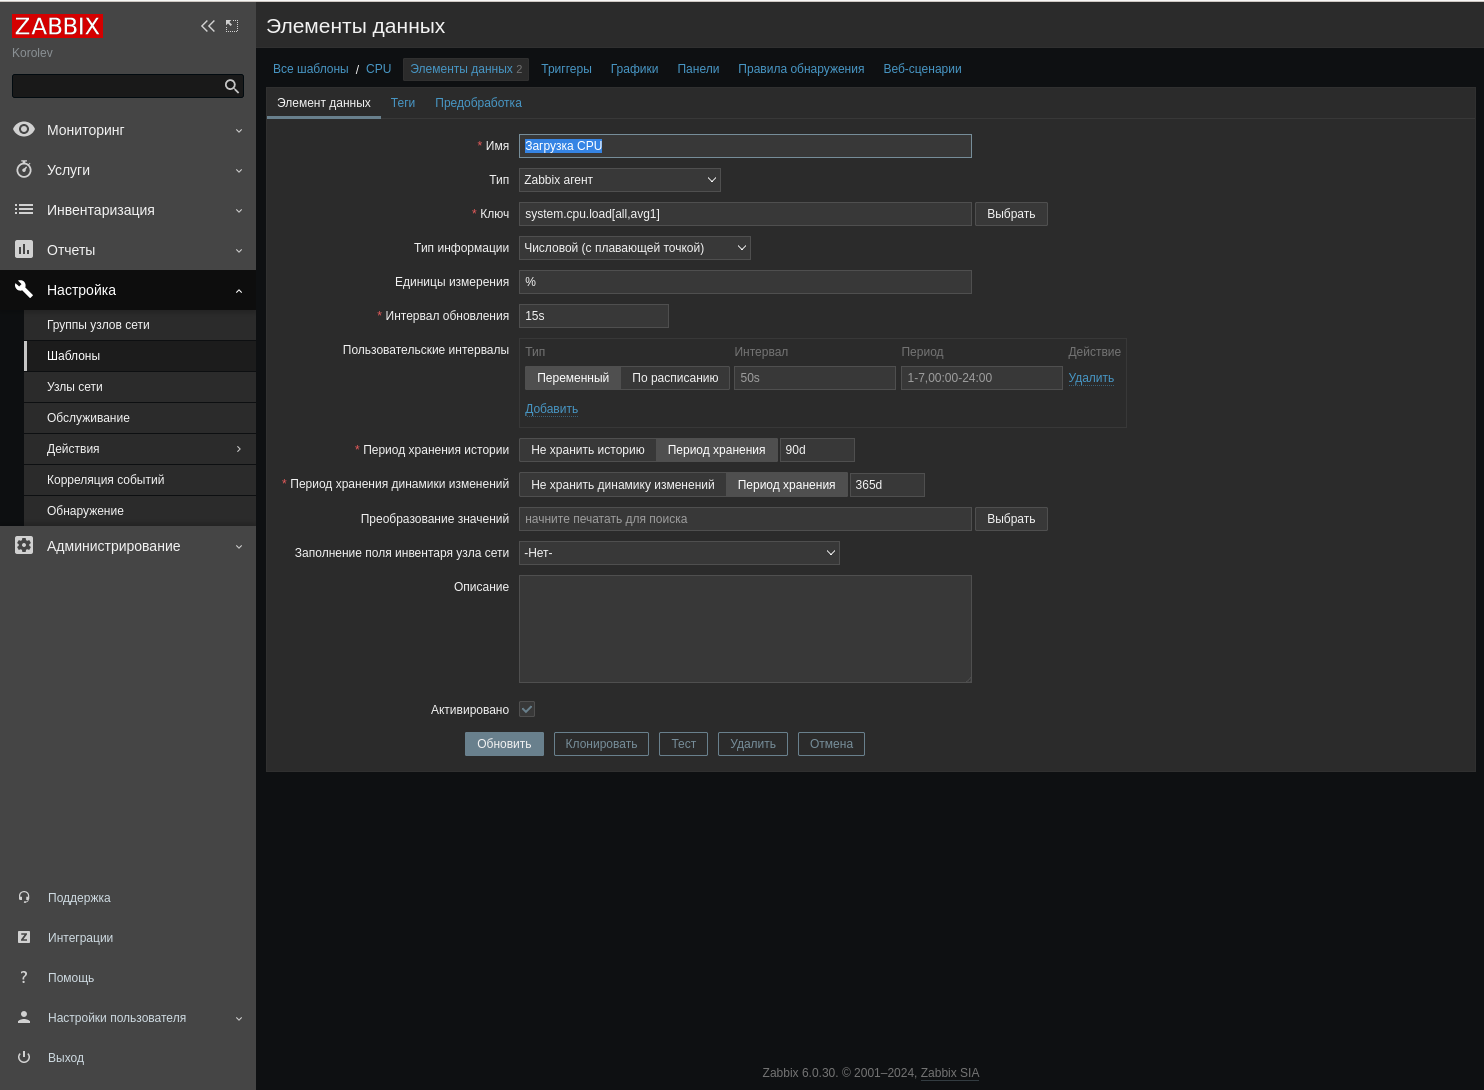 ZABBIX
Korolev
Мониторинг
Услуги
Инвентаризация
Отчеты
Настройка
Группы узлов сети
Шаблоны
Узлы сети
Обслуживание
Действия
Корреляция событий
Обнаружение
Администрирование
Поддержка
Интеграции
Помощь
Настройки пользователя
Выход
Элементы данных
Все шаблоны / CPU Элементы данных 2 Триггеры Графики Панели Правила обнаружения Веб-сценарии
Элемент данных Теги Предобработка
* Имя Загрузка CPU
Тип Zabbix агент
* Ключ system.cpu.load[all,avg1] Выбрать
Тип информации Числовой (с плавающей точкой)
Единицы измерения %
* Интервал обновления 15s
Пользовательские интервалы Тип Интервал Период Действие
Переменный По расписанию 50s 1-7,00:00-24:00 Удалить
Добавить
* Период хранения истории Не хранить историю Период хранения 90d
* Период хранения динамики изменений Не хранить динамику изменений Период хранения 365d
Преобразование значений начните печатать для поиска Выбрать
Заполнение поля инвентаря узла сети -Нет-
Описание
Активировано
Обновить Клонировать Тест Удалить Отмена
Zabbix 6.0.30. © 2001–2024, Zabbix SIA